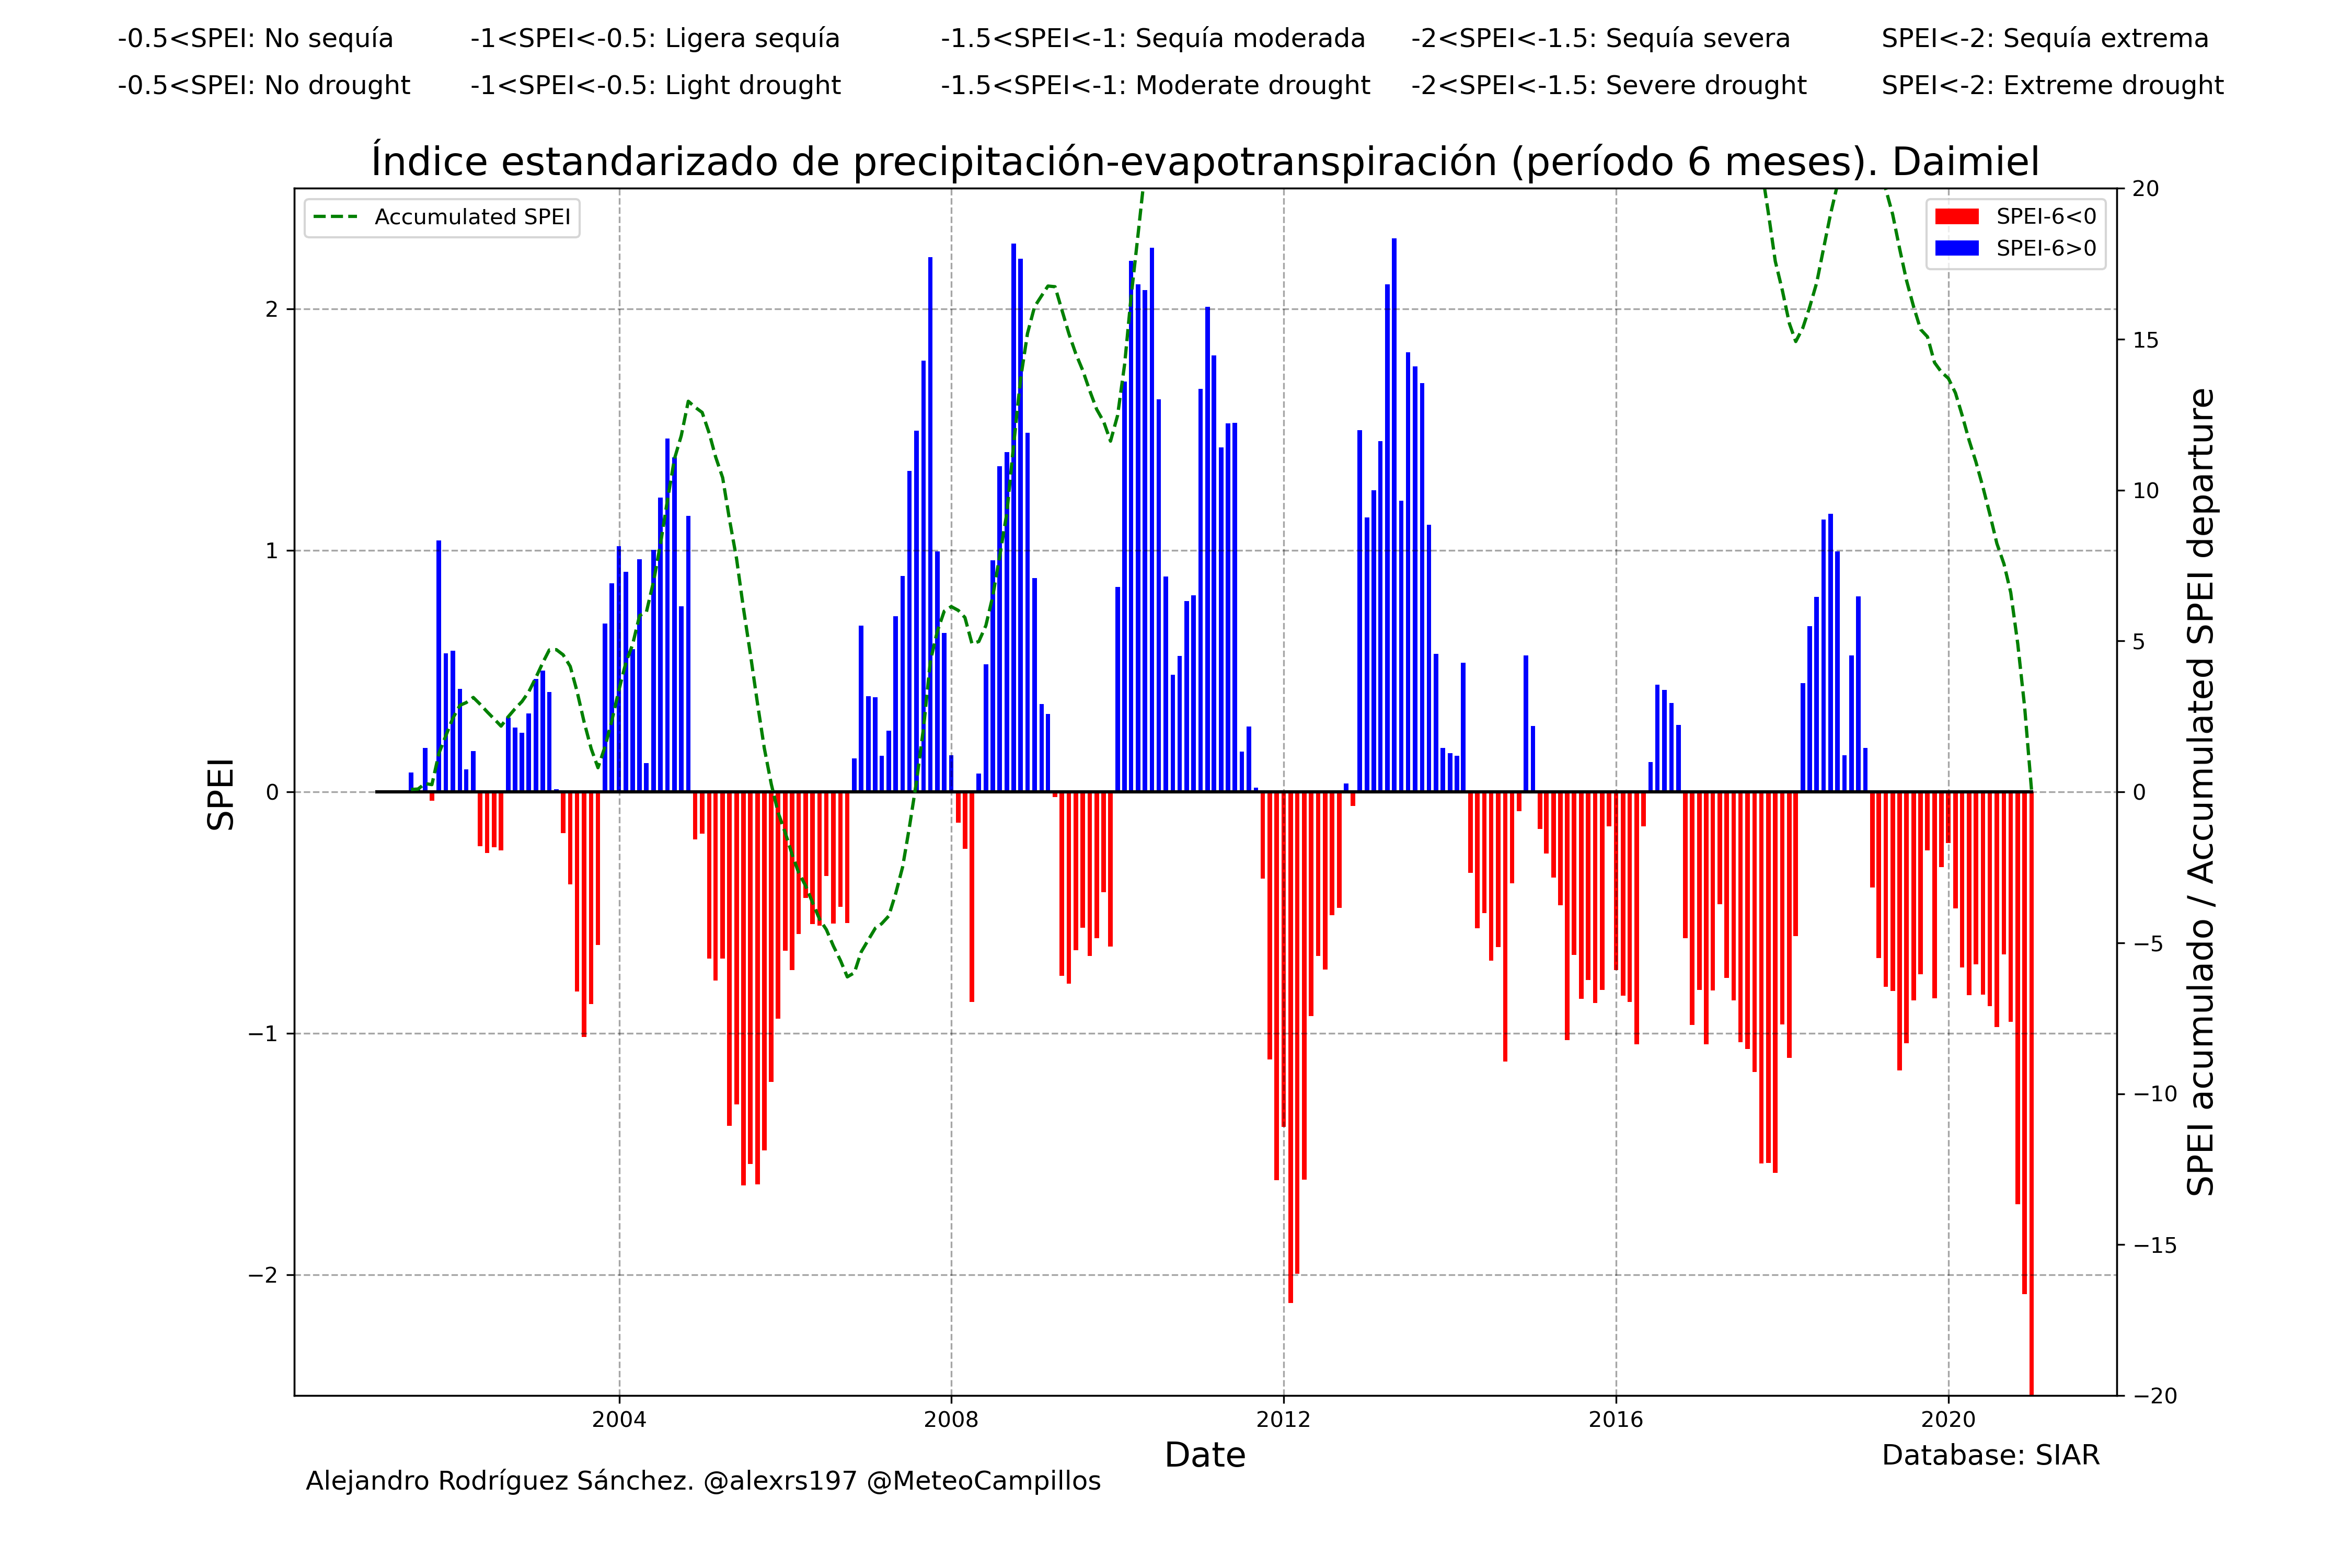 -0.5<SPEI: No sequía -1<SPEI<-0.5: Ligera sequía -1.5<SPEI<-1: Sequía moderada -2<SPEI<-1.5: Sequía severa SPEI<-2: Sequía extrema
-0.5<SPEI: No drought -1<SPEI<-0.5: Light drought -1.5<SPEI<-1: Moderate drought -2<SPEI<-1.5: Severe drought SPEI<-2: Extreme drought
Índice estandarizado de precipitación-evapotranspiración (período 6 meses). Daimiel
Accumulated SPEI
SPEI-6<0
SPEI-6>0
SPEI
2
1
0
−1
−2
20
15
10
5
0
−5
−10
−15
−20
SPEI acumulado / Accumulated SPEI departure
2004 2008 2012 2016 2020
Date
Database: SIAR
Alejandro Rodríguez Sánchez. @alexrs197 @MeteoCampillos